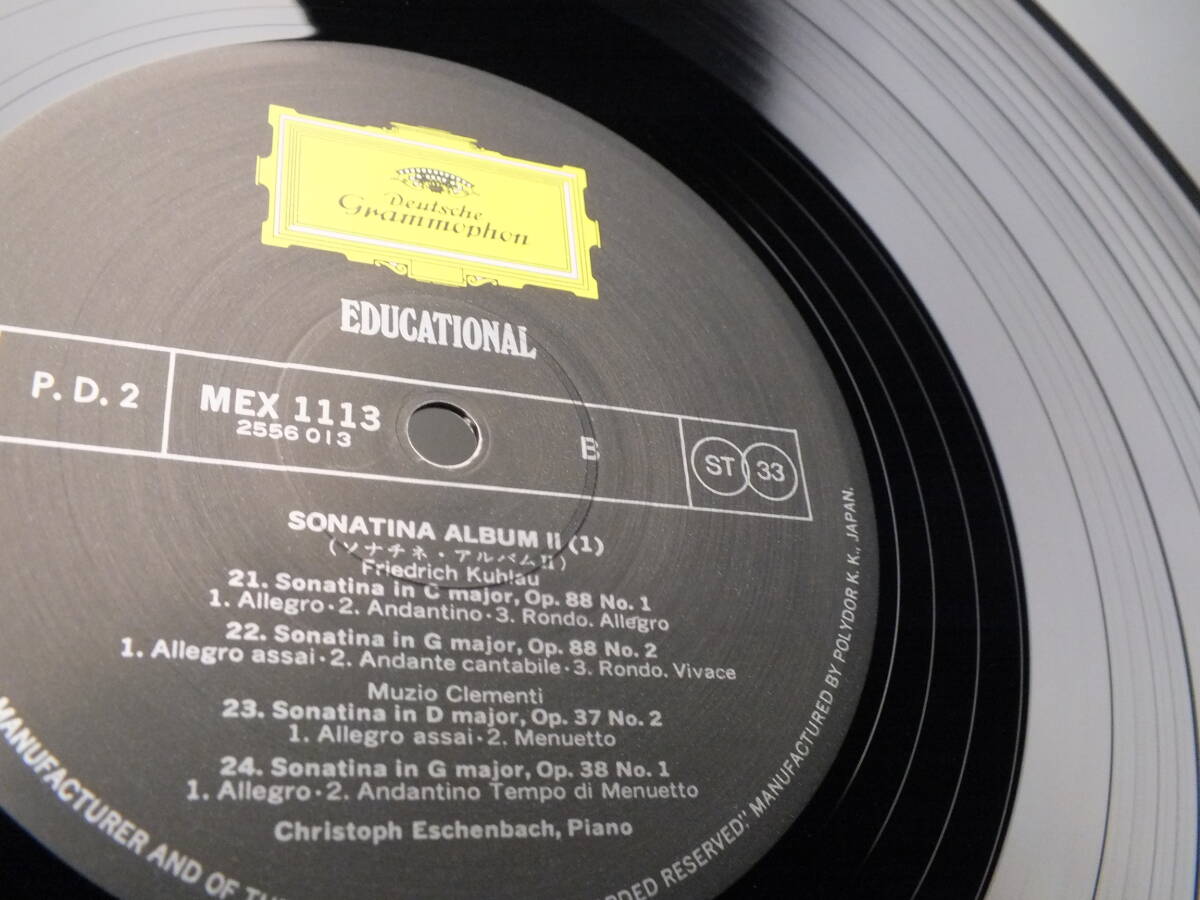 Deutsche
Grammophon
EDUCATIONAL
P. D. 2
MEX 1113
2556 013
B
ST 33
SONATINA ALBUM II (1)
(ソナチネ・アルバムII)
Friedrich Kuhlau
21. Sonatina in C major, Op. 88 No. 1
1. Allegro · 2. Andantino · 3. Rondo. Allegro
22. Sonatina in G major, Op. 88 No. 2
1. Allegro assai · 2. Andante cantabile · 3. Rondo. Vivace
Muzio Clementi
23. Sonatina in D major, Op. 37 No. 2
1. Allegro assai · 2. Menuetto
24. Sonatina in G major, Op. 38 No. 1
1. Allegro · 2. Andantino Tempo di Menuetto
Christoph Eschenbach, Piano
MANUFACTURER AND OF
RESERVED." MANUFACTURED BY POLYDOR K. K., JAPAN.